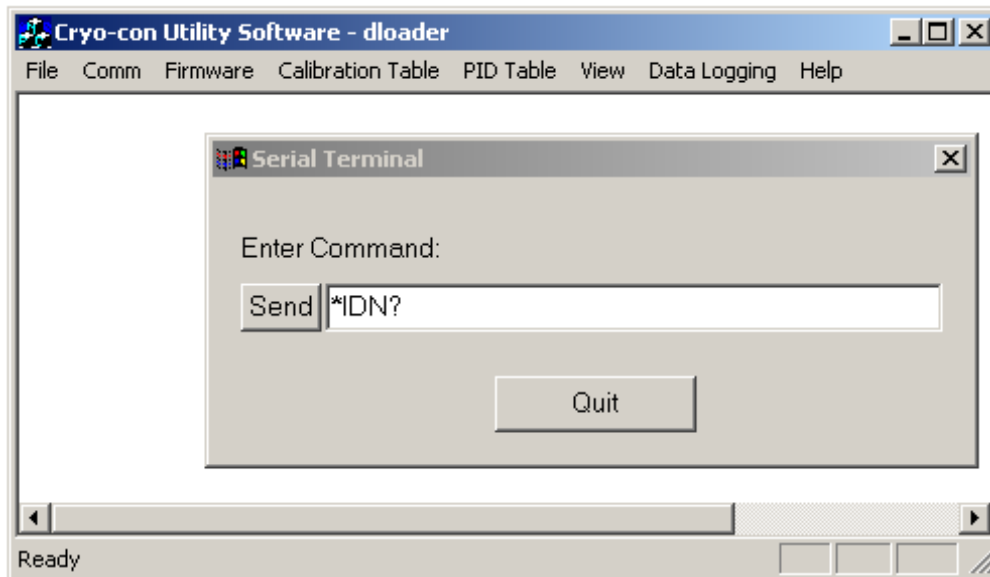 Cryo-con Utility Software - dloader
File Comm Firmware Calibration Table PID Table View Data Logging Help
Serial Terminal
Enter Command:
Send *IDN?
Quit
Ready